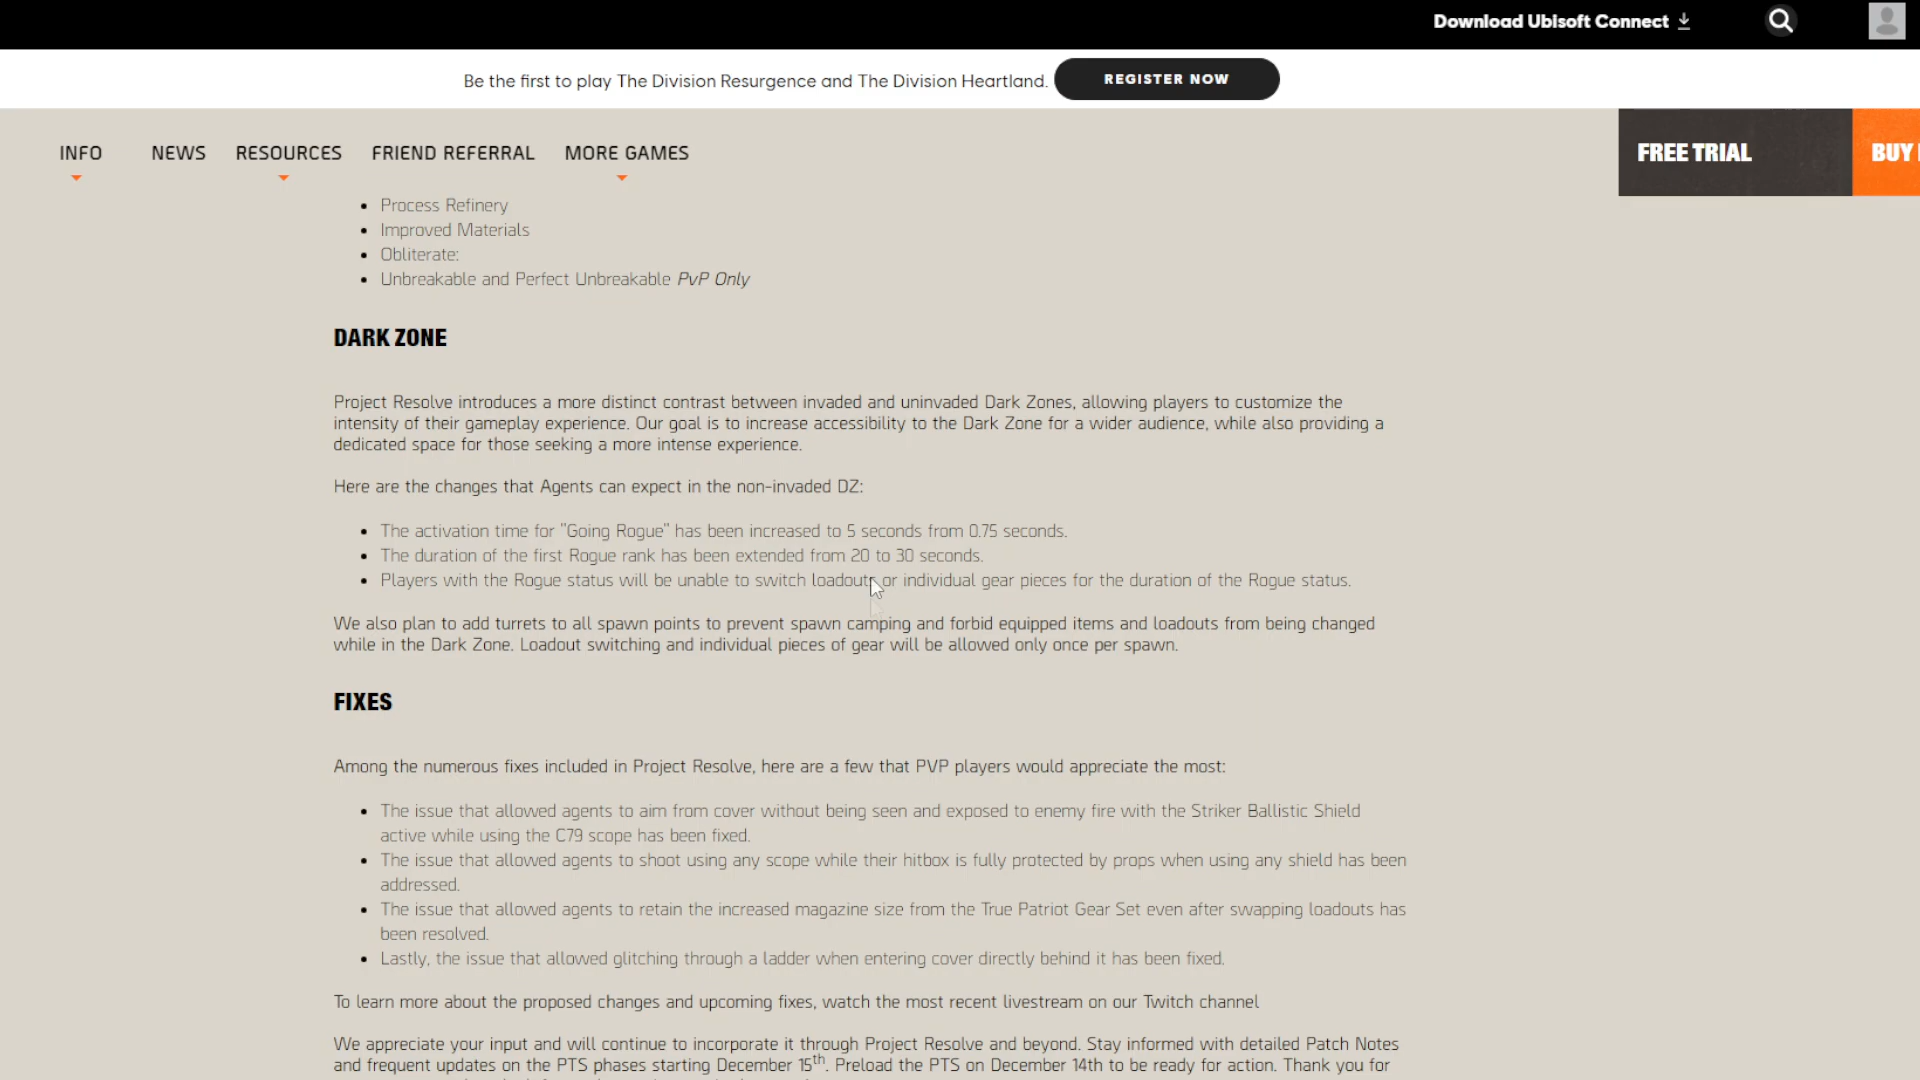 Download Ubisoft Connect
Be the first to play The Division Resurgence and The Division Heartland.
REGISTER NOW
INFO
NEWS
RESOURCES
FRIEND REFERRAL
MORE GAMES
FREE TRIAL
BUY
Process Refinery
Improved Materials
Obliterate:
Unbreakable and Perfect Unbreakable PvP Only
DARK ZONE
Project Resolve introduces a more distinct contrast between invaded and uninvaded Dark Zones, allowing players to customize the
intensity of their gameplay experience. Our goal is to increase accessibility to the Dark Zone for a wider audience, while also providing a
dedicated space for those seeking a more intense experience.
Here are the changes that Agents can expect in the non-invaded DZ:
The activation time for "Going Rogue" has been increased to 5 seconds from 0.75 seconds.
The duration of the first Rogue rank has been extended from 20 to 30 seconds.
Players with the Rogue status will be unable to switch loadouts or individual gear pieces for the duration of the Rogue status.
We also plan to add turrets to all spawn points to prevent spawn camping and forbid equipped items and loadouts from being changed
while in the Dark Zone. Loadout switching and individual pieces of gear will be allowed only once per spawn.
FIXES
Among the numerous fixes included in Project Resolve, here are a few that PVP players would appreciate the most:
The issue that allowed agents to aim from cover without being seen and exposed to enemy fire with the Striker Ballistic Shield
active while using the C79 scope has been fixed.
The issue that allowed agents to shoot using any scope while their hitbox is fully protected by props when using any shield has been
addressed.
The issue that allowed agents to retain the increased magazine size from the True Patriot Gear Set even after swapping loadouts has
been resolved.
Lastly, the issue that allowed glitching through a ladder when entering cover directly behind it has been fixed.
To learn more about the proposed changes and upcoming fixes, watch the most recent livestream on our Twitch channel
We appreciate your input and will continue to incorporate it through Project Resolve and beyond. Stay informed with detailed Patch Notes
and frequent updates on the PTS phases starting December 15th. Preload the PTS on December 14th to be ready for action. Thank you for